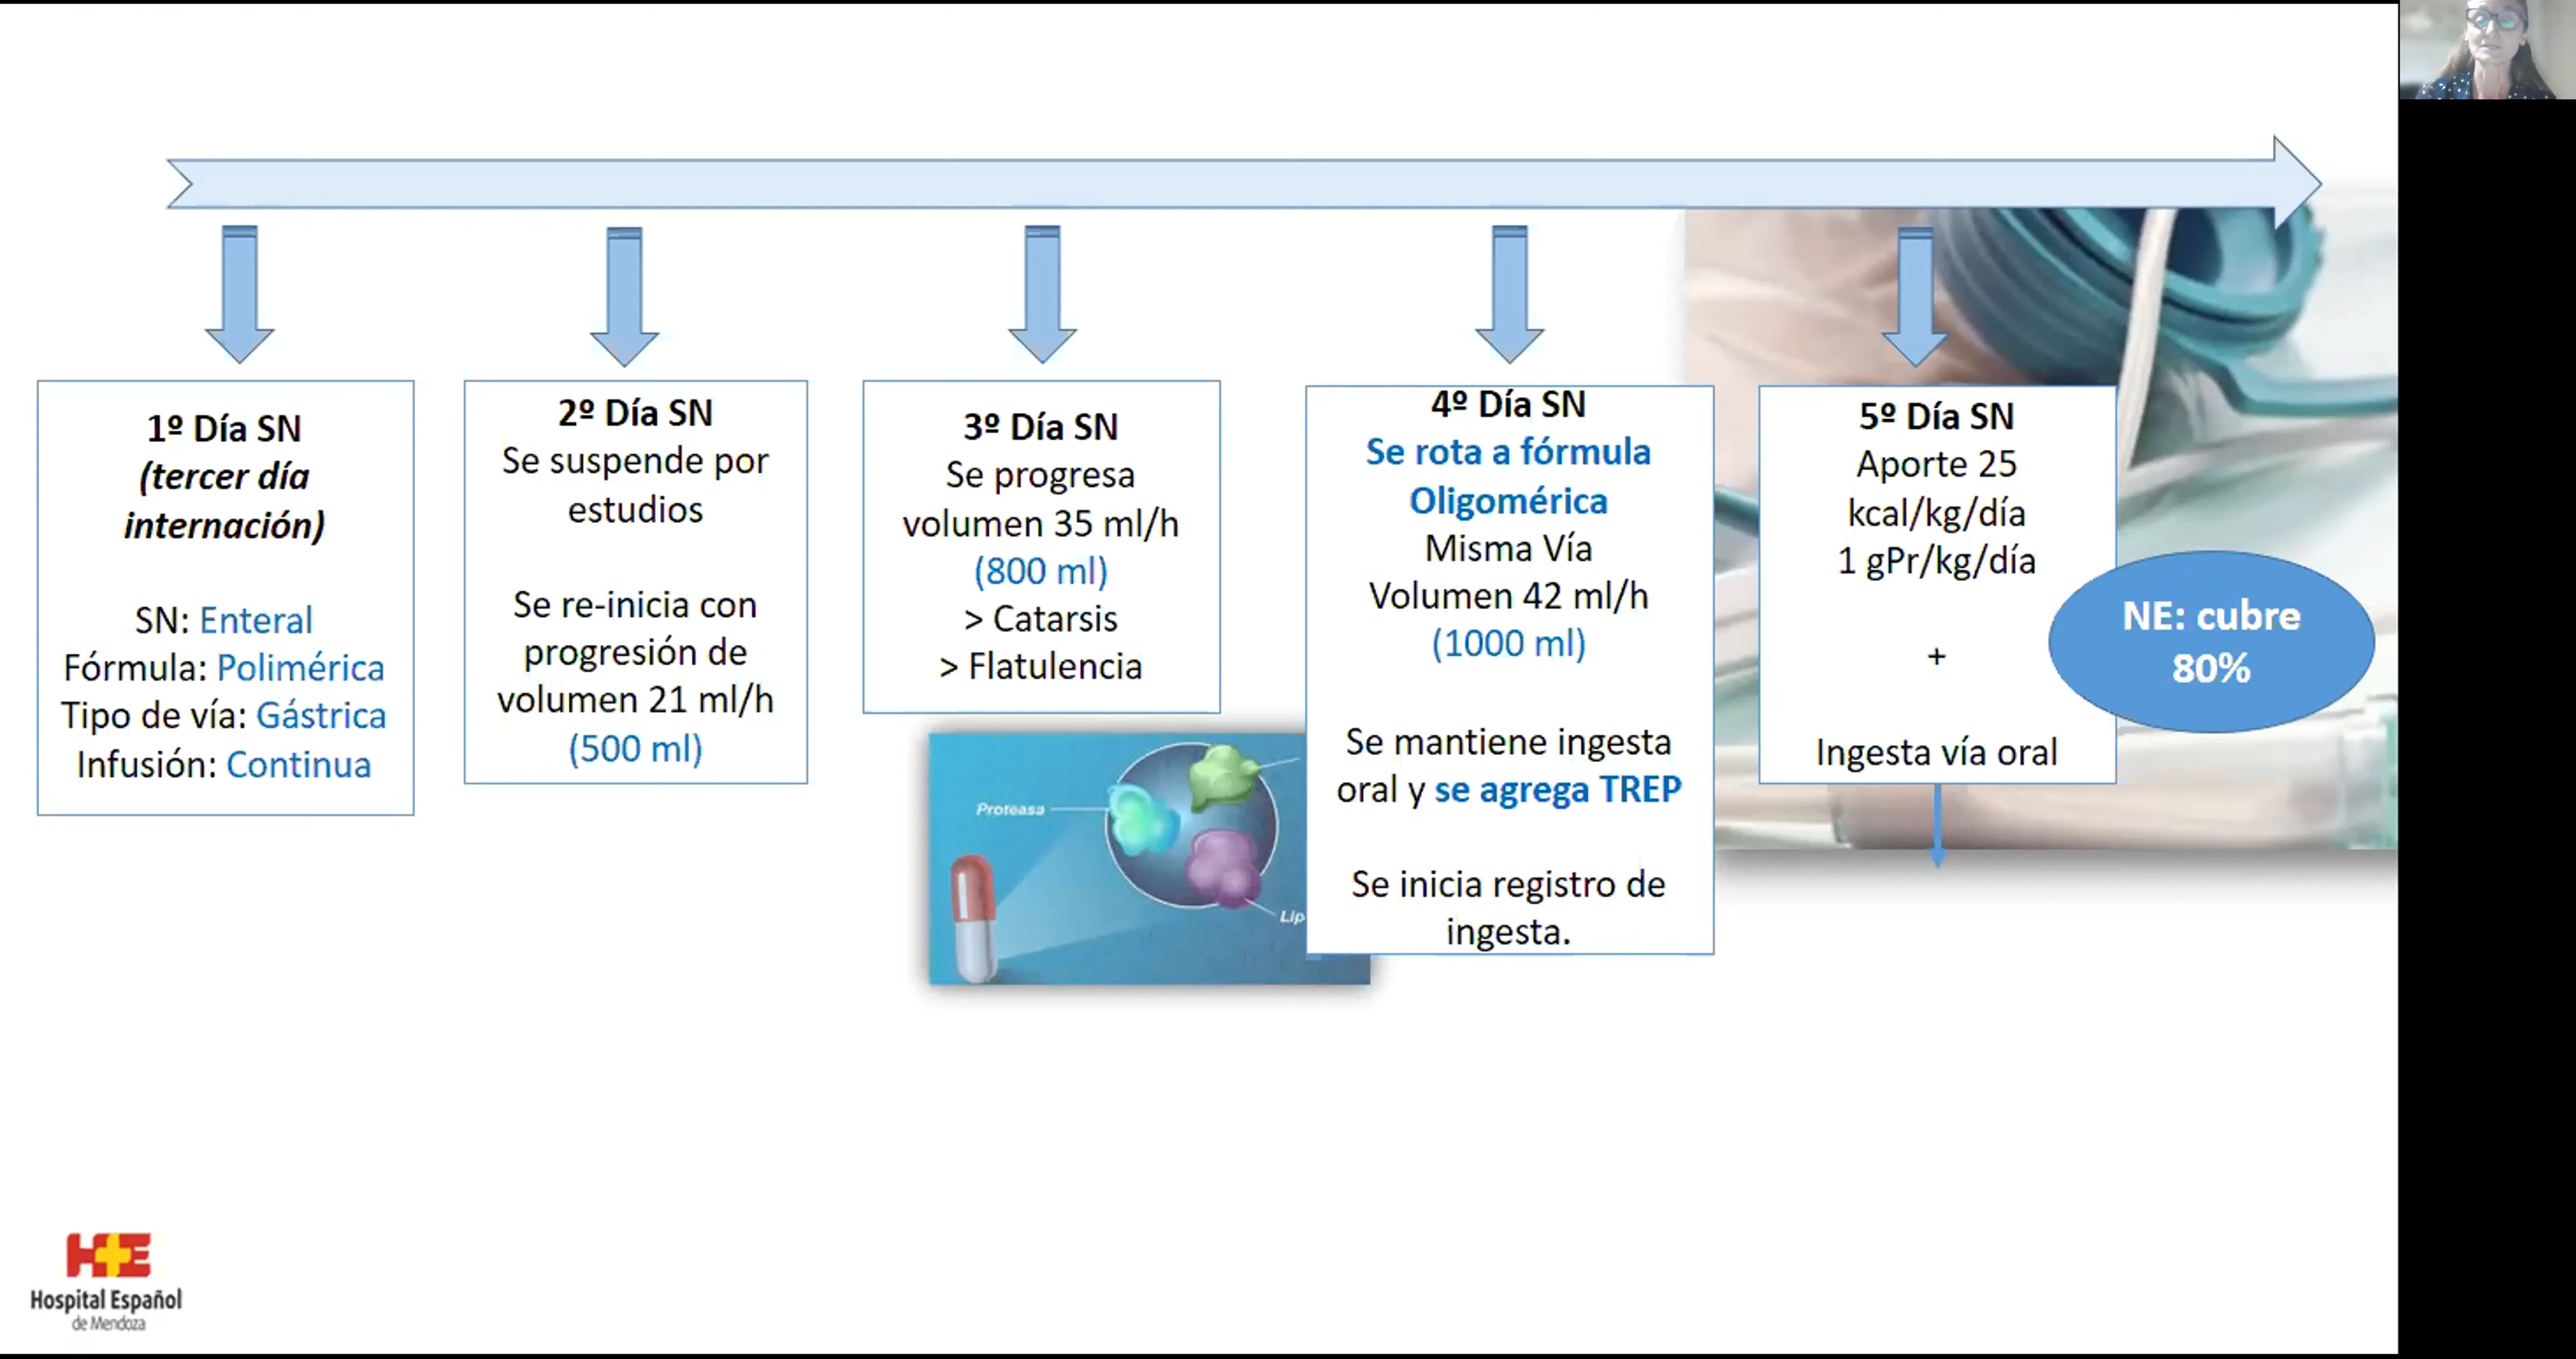 1º Día SN
(tercer día
internación)
SN: Enteral
Fórmula: Polimérica
Tipo de vía: Gástrica
Infusión: Continua
2º Día SN
Se suspende por
estudios
Se re-inicia con
progresión de
volumen 21 ml/h
(500 ml)
3º Día SN
Se progresa
volumen 35 ml/h
(800 ml)
> Catarsis
> Flatulencia
Proteasa
Lip
4º Día SN
Se rota a fórmula
Oligomérica
Misma Vía
Volumen 42 ml/h
(1000 ml)
Se mantiene ingesta
oral y se agrega TREP
Se inicia registro de
ingesta.
5º Día SN
Aporte 25
kcal/kg/día
1 gPr/kg/día
+
Ingesta vía oral
NE: cubre
80%
HE
Hospital Español
de Mendoza